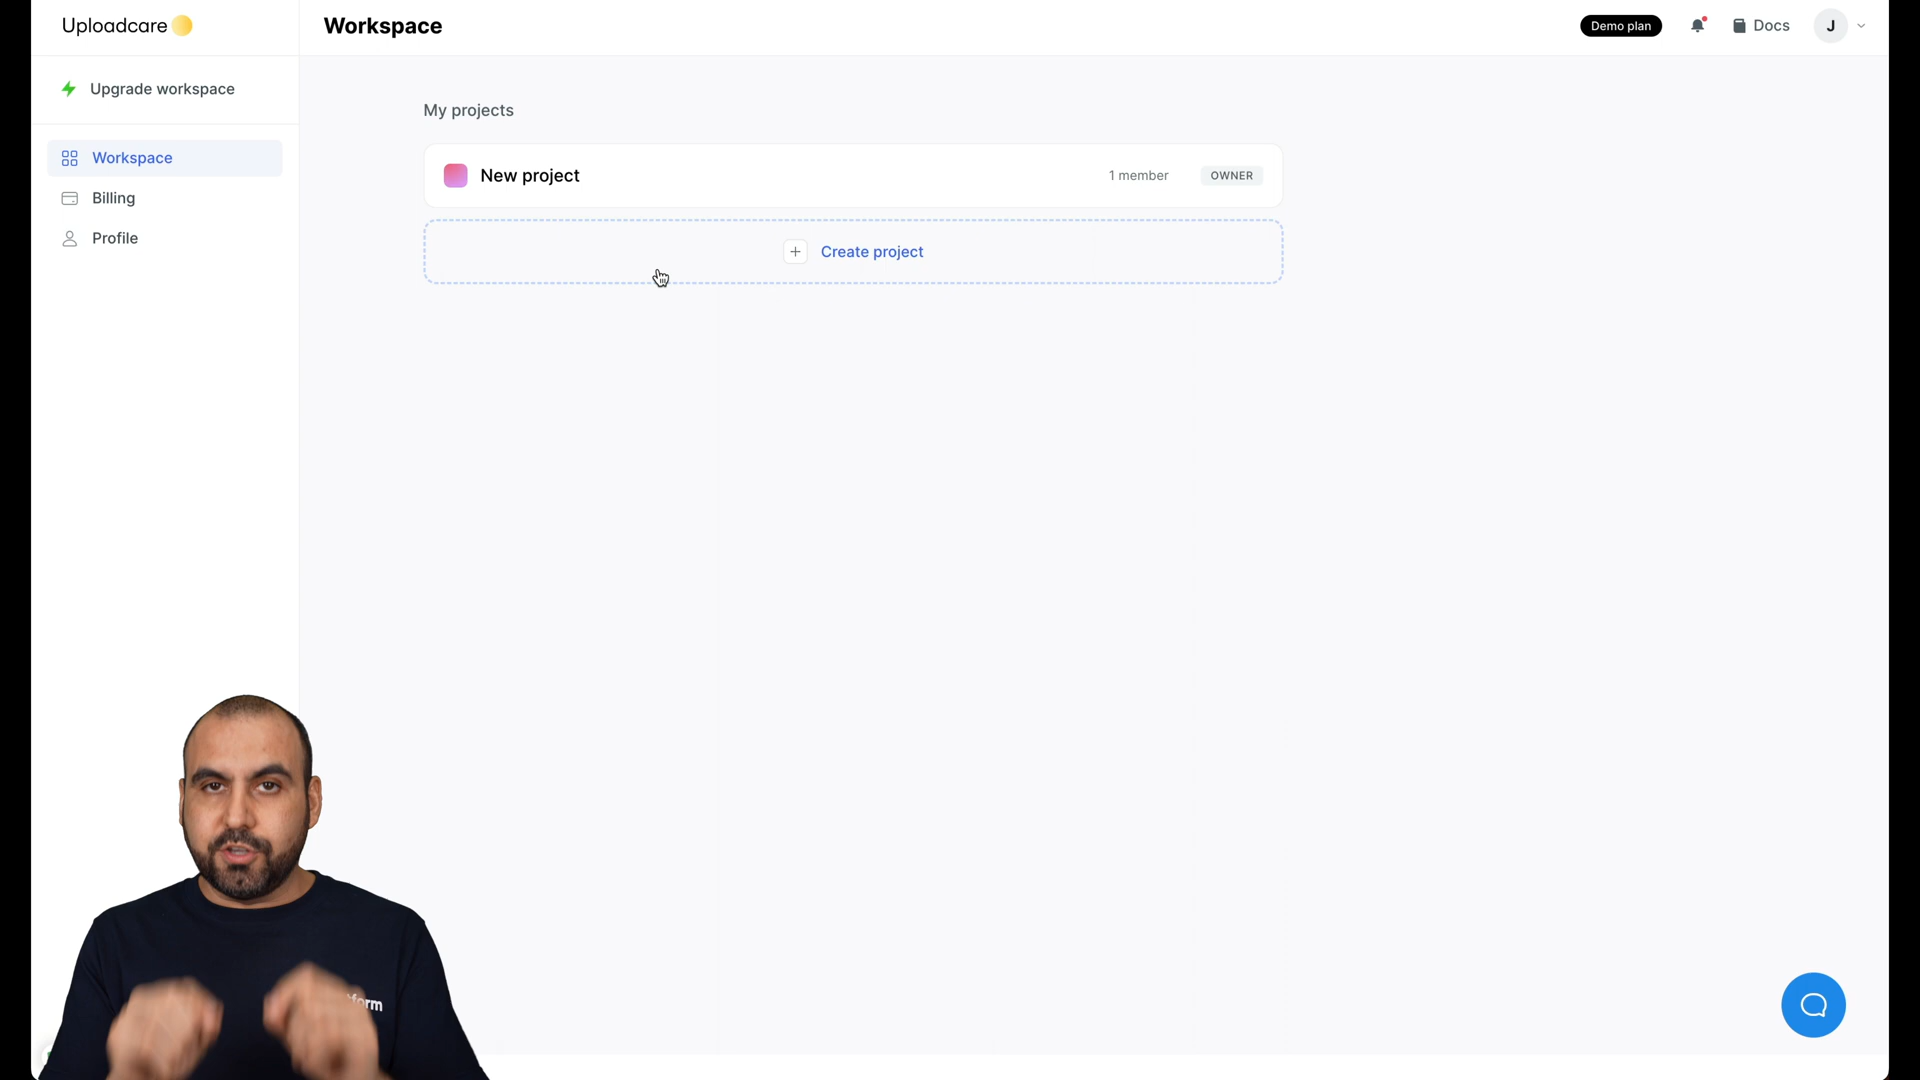 Uploadcare
Workspace
Demo plan
Docs
J
Upgrade workspace
Workspace
Billing
Profile
My projects
New project
1 member
OWNER
Create project